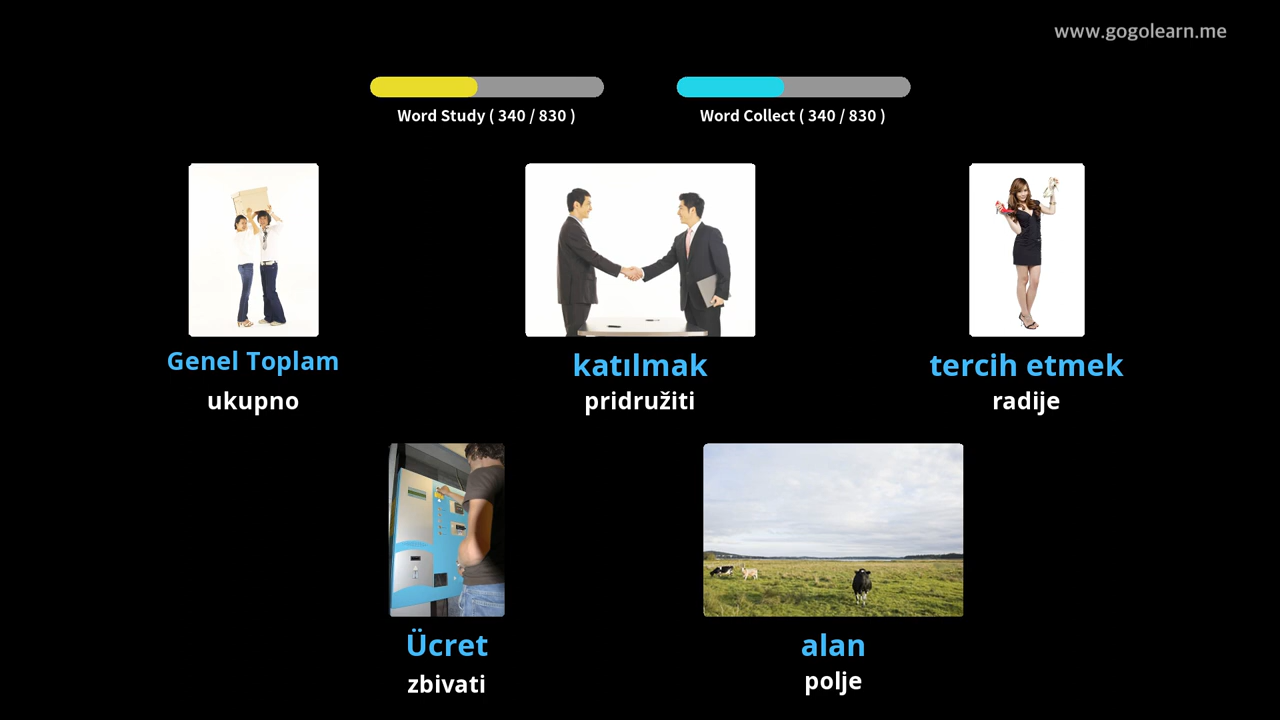 www.gogolearn.me
Word Study ( 340 / 830 )
Word Collect ( 340 / 830 )
Genel Toplam
ukupno
katılmak
pridružiti
tercih etmek
radije
Ücret
zbivati
alan
polje